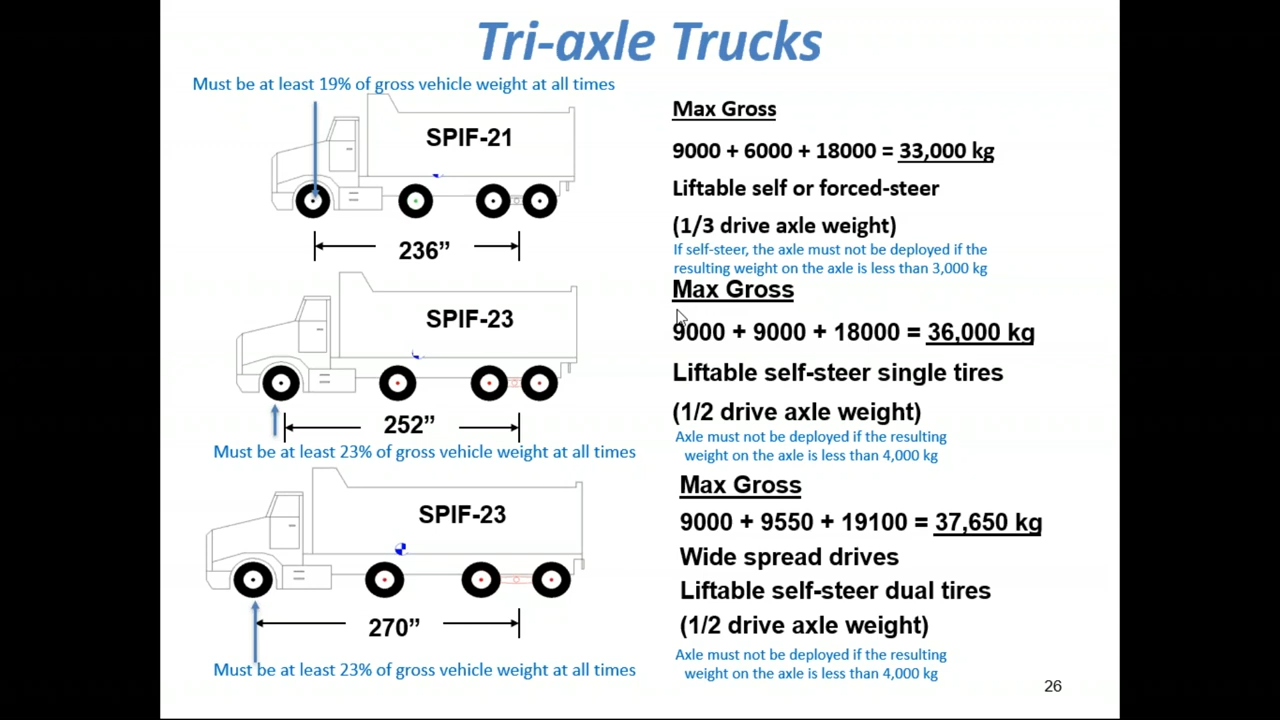 Tri-axle Trucks
Must be at least 19% of gross vehicle weight at all times
SPIF-21
236”
Max Gross
9000 + 6000 + 18000 = 33,000 kg
Liftable self or forced-steer
(1/3 drive axle weight)
If self-steer, the axle must not be deployed if the
resulting weight on the axle is less than 3,000 kg
SPIF-23
252”
Must be at least 23% of gross vehicle weight at all times
Max Gross
9000 + 9000 + 18000 = 36,000 kg
Liftable self-steer single tires
(1/2 drive axle weight)
Axle must not be deployed if the resulting
weight on the axle is less than 4,000 kg
SPIF-23
270”
Must be at least 23% of gross vehicle weight at all times
Max Gross
9000 + 9550 + 19100 = 37,650 kg
Wide spread drives
Liftable self-steer dual tires
(1/2 drive axle weight)
Axle must not be deployed if the resulting
weight on the axle is less than 4,000 kg
26